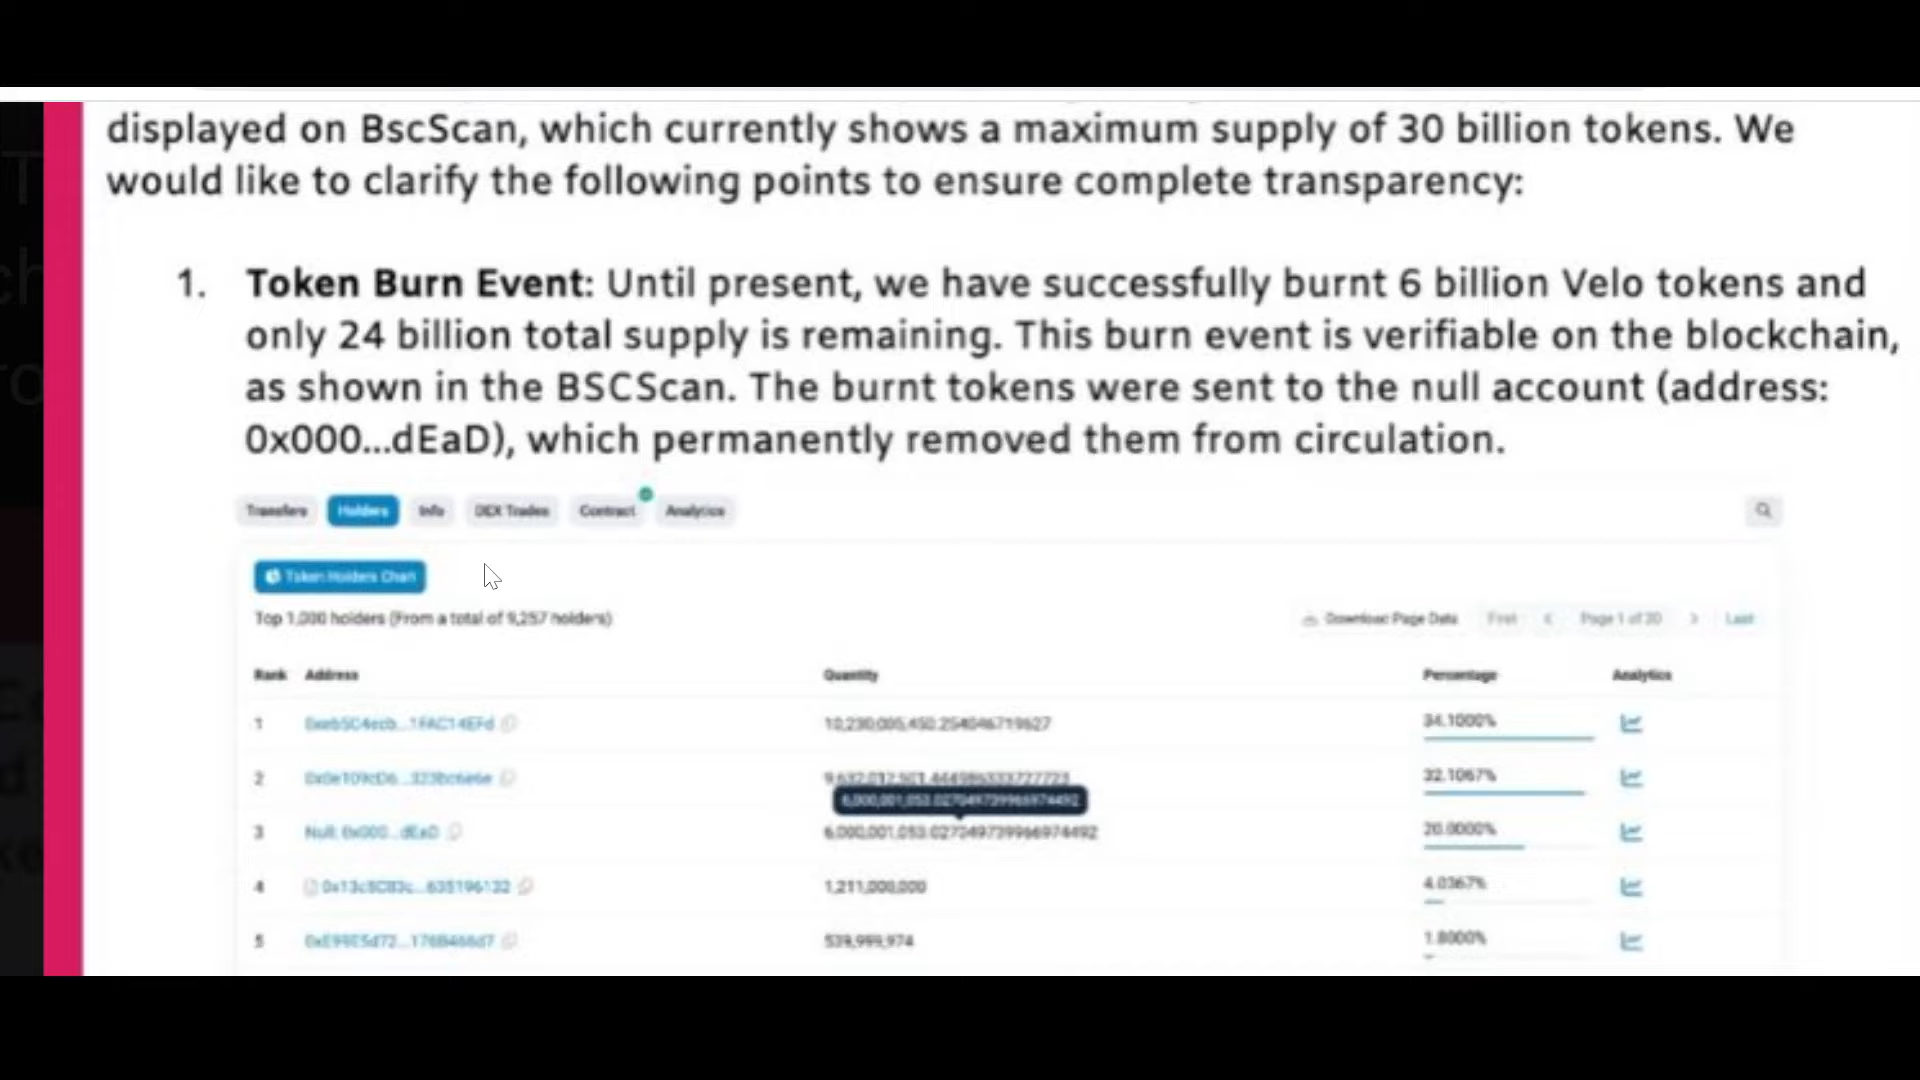 displayed on BscScan, which currently shows a maximum supply of 30 billion tokens. We
would like to clarify the following points to ensure complete transparency:
1. Token Burn Event: Until present, we have successfully burnt 6 billion Velo tokens and
only 24 billion total supply is remaining. This burn event is verifiable on the blockchain,
as shown in the BSCScan. The burnt tokens were sent to the null account (address:
0x000...dEaD), which permanently removed them from circulation.
Transfers Holders Info DEX Trades Contract Analytics
Token Holders Chart
Top 1,000 holders (From a total of 9,257 holders)
Download Page Data First Page 1 of 20 Last
Rank Address Quantity Percentage Analytics
1 34.1000%
2 32.1067%
3 Null: 0x000...dEaD 6,000,001,053.027049739966974492 20.0000%
4 1,211,000,000 4.0367%
5 539,999,974 1.8000%